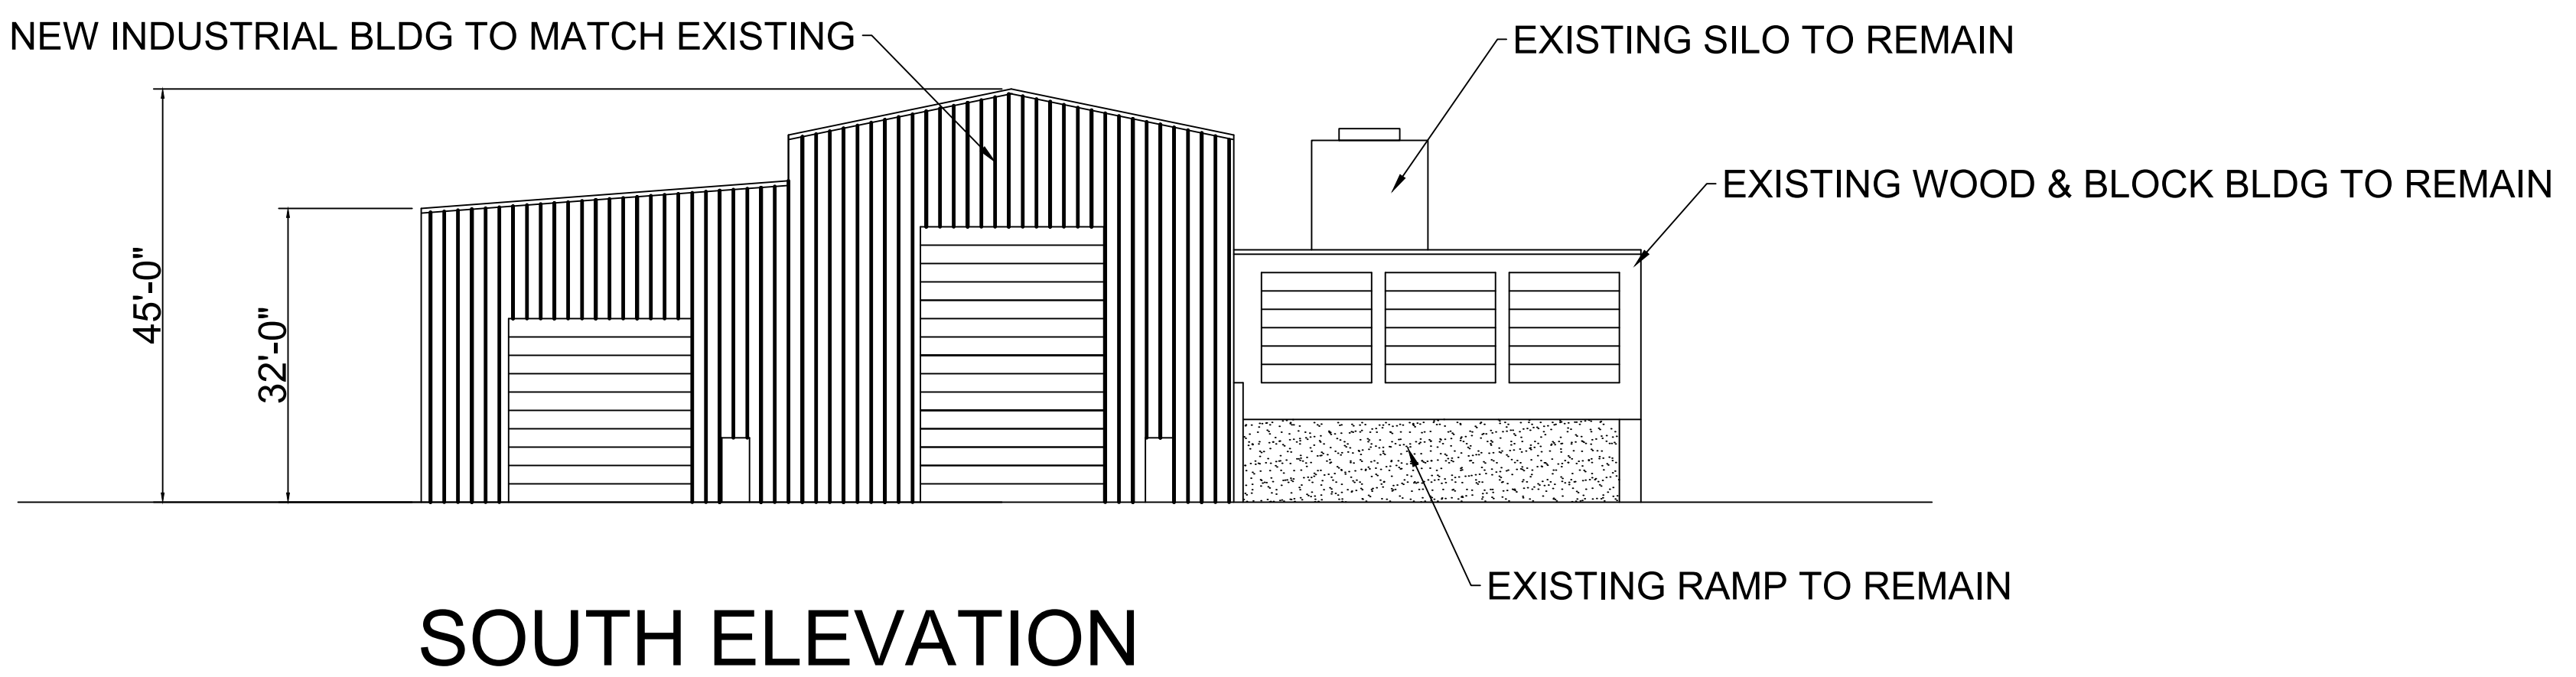 NEW INDUSTRIAL BLDG TO MATCH EXISTING
EXISTING SILO TO REMAIN
EXISTING WOOD & BLOCK BLDG TO REMAIN
45'-0"
32'-0"
EXISTING RAMP TO REMAIN
SOUTH ELEVATION